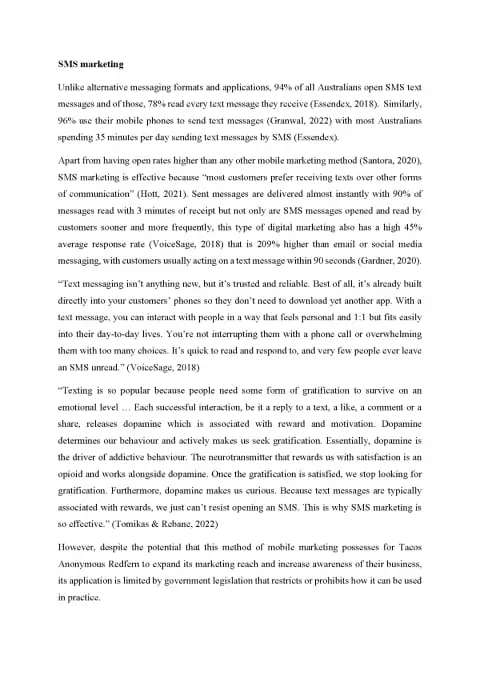 SMS marketing
Unlike alternative messaging formats and applications, 94% of all Australians open SMS text
messages and of those, 78% read every text message they receive (Essendex, 2018). Similarly,
96% use their mobile phones to send text messages (Granwal, 2022) with most Australians
spending 35 minutes per day sending text messages by SMS (Essendex).
Apart from having open rates higher than any other mobile marketing method (Santora, 2020),
SMS marketing is effective because “most customers prefer receiving texts over other forms
of communication” (Hott, 2021). Sent messages are delivered almost instantly with 90% of
messages read with 3 minutes of receipt but not only are SMS messages opened and read by
customers sooner and more frequently, this type of digital marketing also has a high 45%
average response rate (VoiceSage, 2018) that is 209% higher than email or social media
messaging, with customers usually acting on a text message within 90 seconds (Gardner, 2020).
“Text messaging isn’t anything new, but it’s trusted and reliable. Best of all, it’s already built
directly into your customers’ phones so they don’t need to download yet another app. With a
text message, you can interact with people in a way that feels personal and 1:1 but fits easily
into their day-to-day lives. You’re not interrupting them with a phone call or overwhelming
them with too many choices. It’s quick to read and respond to, and very few people ever leave
an SMS unread.” (VoiceSage, 2018)
“Texting is so popular because people need some form of gratification to survive on an
emotional level … Each successful interaction, be it a reply to a text, a like, a comment or a
share, releases dopamine which is associated with reward and motivation. Dopamine
determines our behaviour and actively makes us seek gratification. Essentially, dopamine is
the driver of addictive behaviour. The neurotransmitter that rewards us with satisfaction is an
opioid and works alongside dopamine. Once the gratification is satisfied, we stop looking for
gratification. Furthermore, dopamine makes us curious. Because text messages are typically
associated with rewards, we just can’t resist opening an SMS. This is why SMS marketing is
so effective.” (Tomikas & Rebane, 2022)
However, despite the potential that this method of mobile marketing possesses for Tacos
Anonymous Redfern to expand its marketing reach and increase awareness of their business,
its application is limited by government legislation that restricts or prohibits how it can be used
in practice.